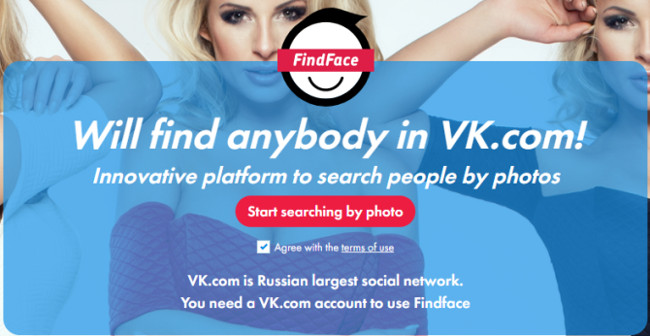 FindFace
Will find anybody in VK.com!
Innovative platform to search people by photos
Start searching by photo
Agree with the terms of use
VK.com is Russian largest social network.
You need a VK.com account to use Findface